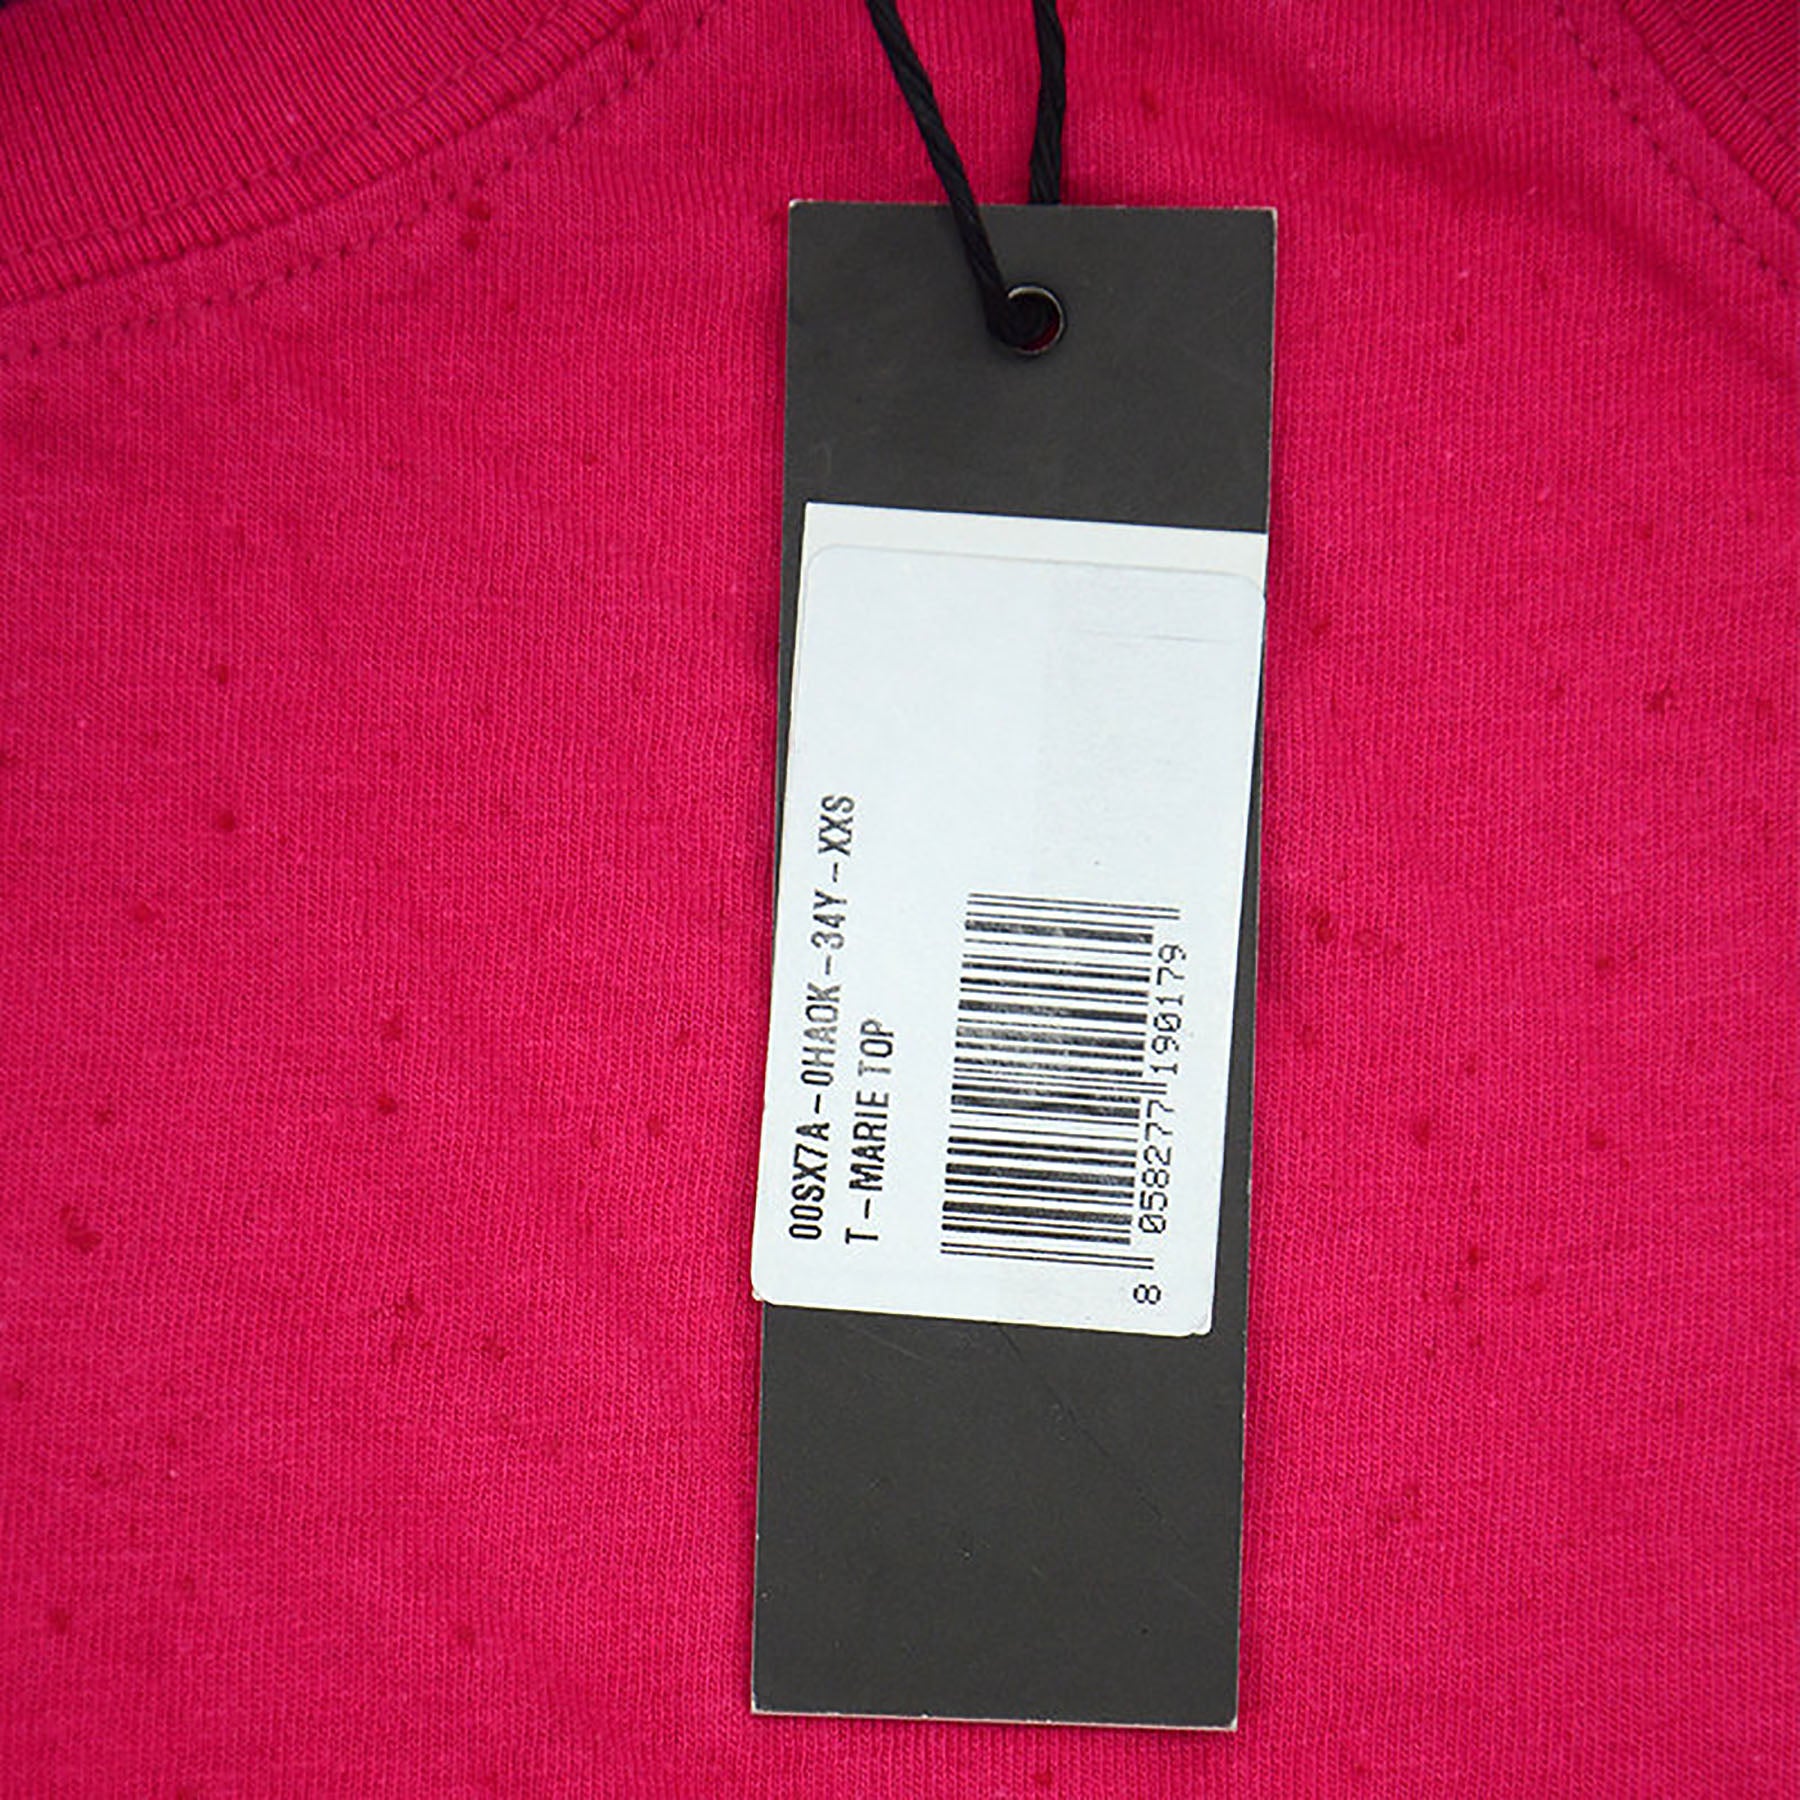 00SX7A-0HAOK-34Y-XXS
T-MARIE TOP
8 058277 190179